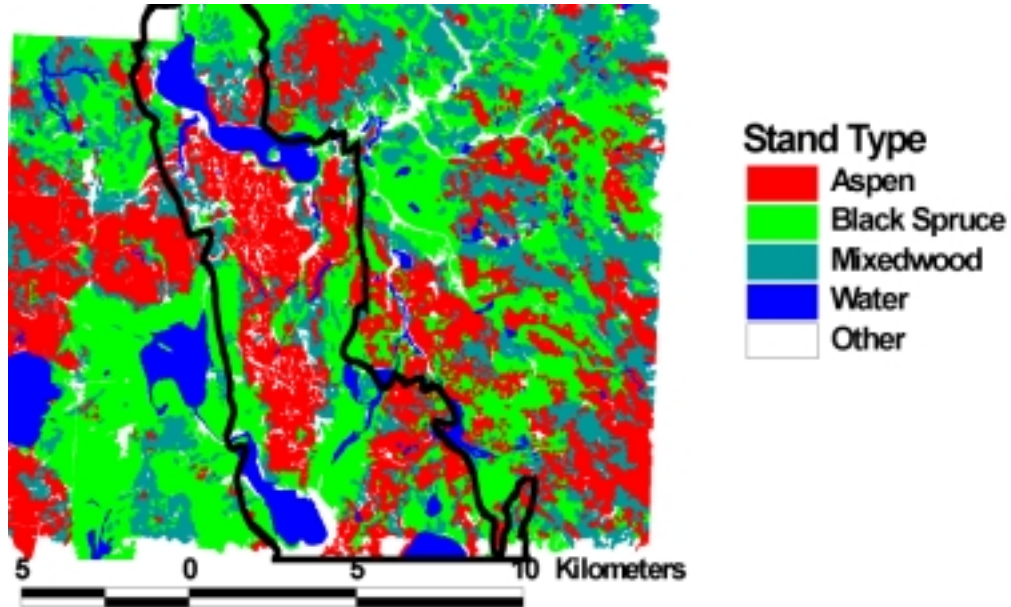 Stand Type
Aspen
Black Spruce
Mixedwood
Water
Other
5 0 5 10 Kilometers